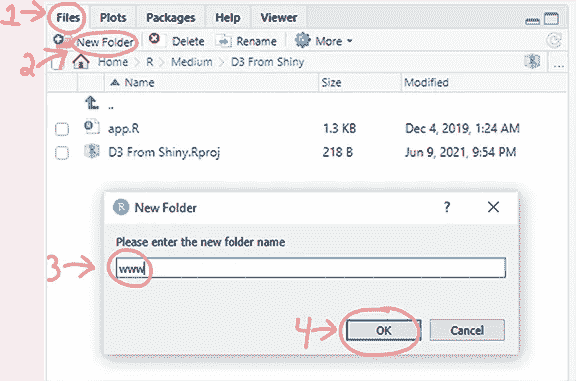 1 Files Plots Packages Help Viewer
New Folder Delete Rename More
2 Home > R > Medium > D3 From Shiny ...
Name Size Modified
..
app.R 1.3 KB Dec 4, 2019, 1:24 AM
D3 From Shiny.Rproj 218 B Jun 9, 2021, 9:54 PM
R New Folder ?
Please enter the new folder name
3 www
4 OK Cancel